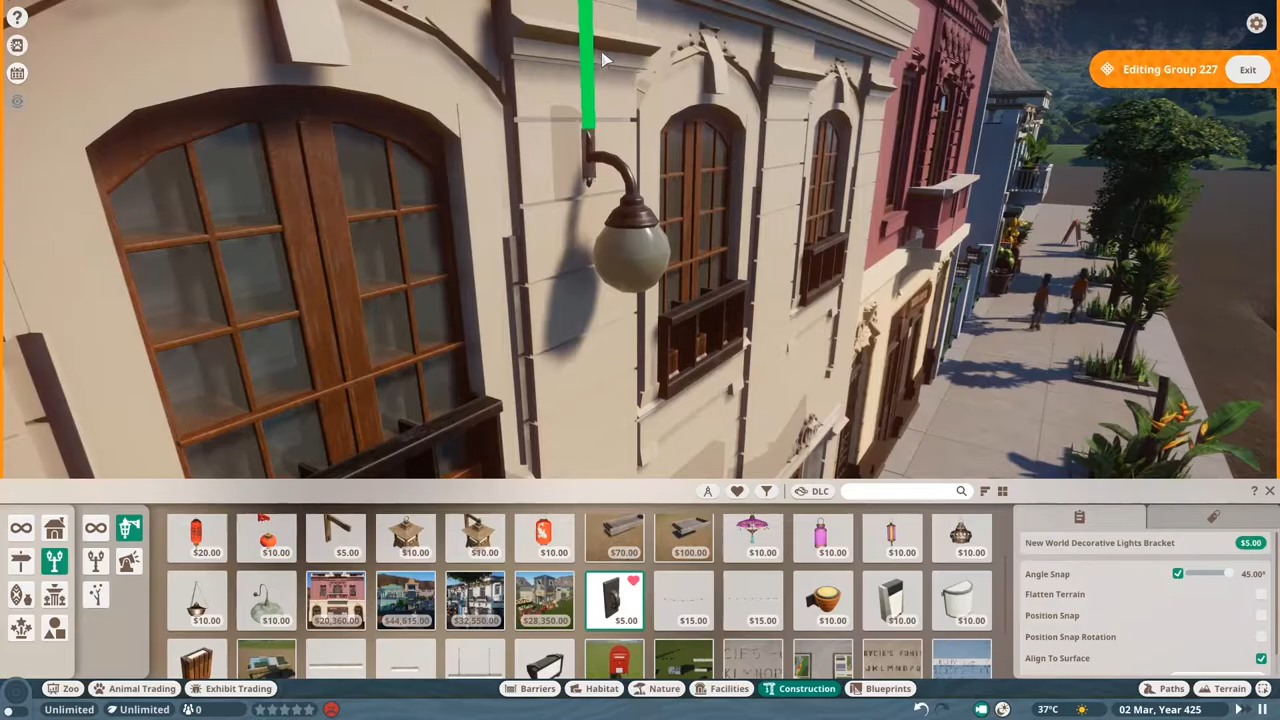 Editing Group 227
Exit
DLC
$20.00
$10.00
$5.00
$10.00
$10.00
$10.00
$70.00
$100.00
$10.00
$10.00
$10.00
$10.00
New World Decorative Lights Bracket
$5.00
Angle Snap
45.00°
Flatten Terrain
Position Snap
Position Snap Rotation
Align To Surface
$10.00
$10.00
$20,360.00
$44,615.00
$32,550.00
$28,350.00
$5.00
$15.00
$15.00
$10.00
$10.00
$10.00
Zoo
Animal Trading
Exhibit Trading
Barriers
Habitat
Nature
Facilities
Construction
Blueprints
Paths
Terrain
Unlimited
Unlimited
0
37°C
02 Mar, Year 425